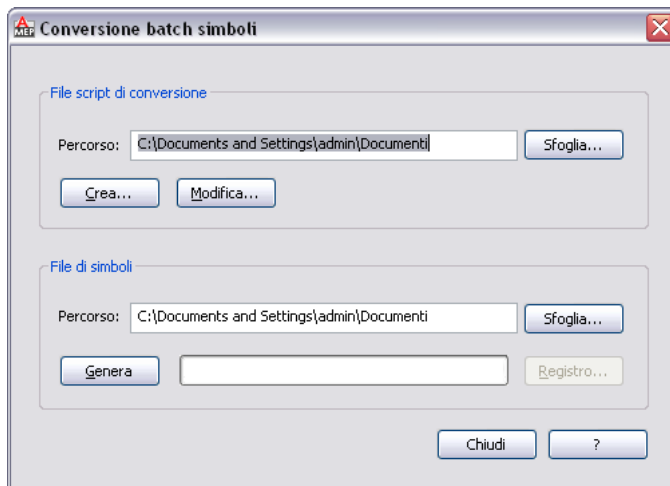 AMEP Conversione batch simboli
File script di conversione
Percorso: C:\Documents and Settings\admin\Documenti Sfoglia...
Crea... Modifica...
File di simboli
Percorso: C:\Documents and Settings\admin\Documenti Sfoglia...
Genera Registro...
Chiudi ?